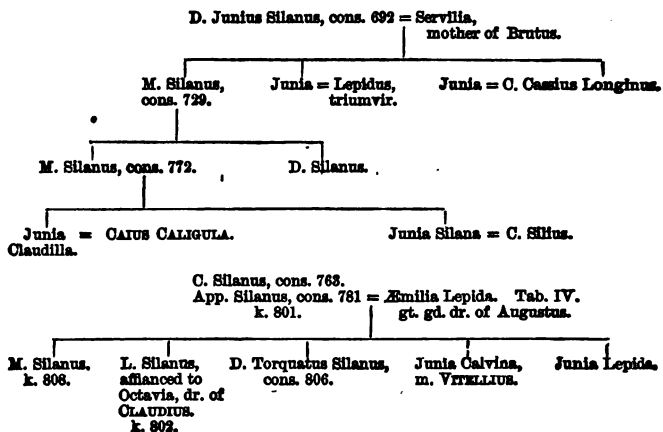 D. Junius Silanus, cons. 692 = Servilia,
mother of Brutus.
M. Silanus, Junia = Lepidus, Junia = C. Cassius Longinus.
cons. 729. triumvir.
M. Silanus, cons. 772. D. Silanus.
Junia = CAIUS CALIGULA. Junia Silana = C. Silius.
Claudilla.
C. Silanus, cons. 763.
App. Silanus, cons. 781 = Æmilia Lepida. Tab. IV.
k. 801. gt. gd. dr. of Augustus.
M. Silanus. L. Silanus, D. Torquatus Silanus, Junia Calvina, Junia Lepida.
k. 808. affianced to cons. 806. m. VITELLIUS.
Octavia, dr. of
CLAUDIUS.
k. 802.